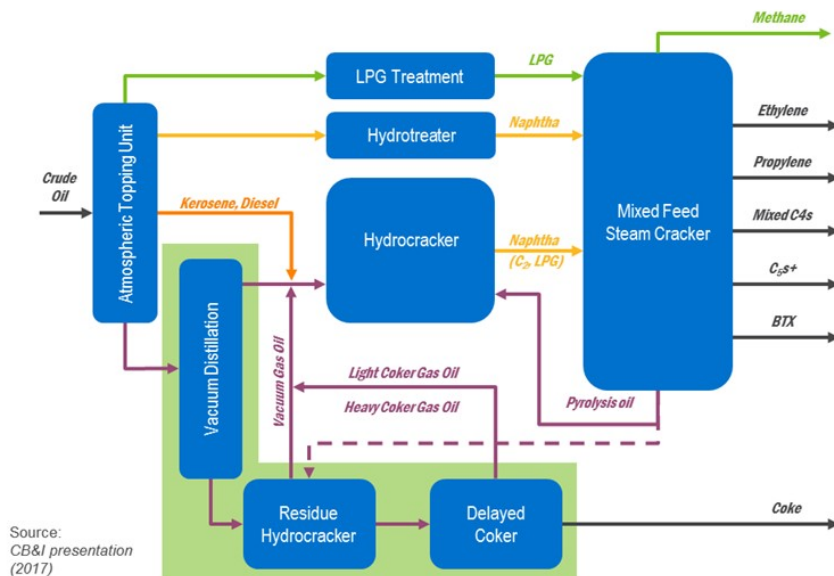 Methane
LPG Treatment
LPG
Ethylene
Hydrotreater
Naphtha
Atmospheric Topping Unit
Propylene
Crude
Oil
Kerosene, Diesel
Hydrocracker
Mixed Feed
Steam Cracker
Mixed C4s
Naphtha
(C₂, LPG)
C₅s+
Vacuum Distillation
BTX
Vacuum Gas Oil
Light Coker Gas Oil
Heavy Coker Gas Oil
Pyrolysis oil
Residue
Hydrocracker
Delayed
Coker
Coke
Source:
CB&I presentation
(2017)